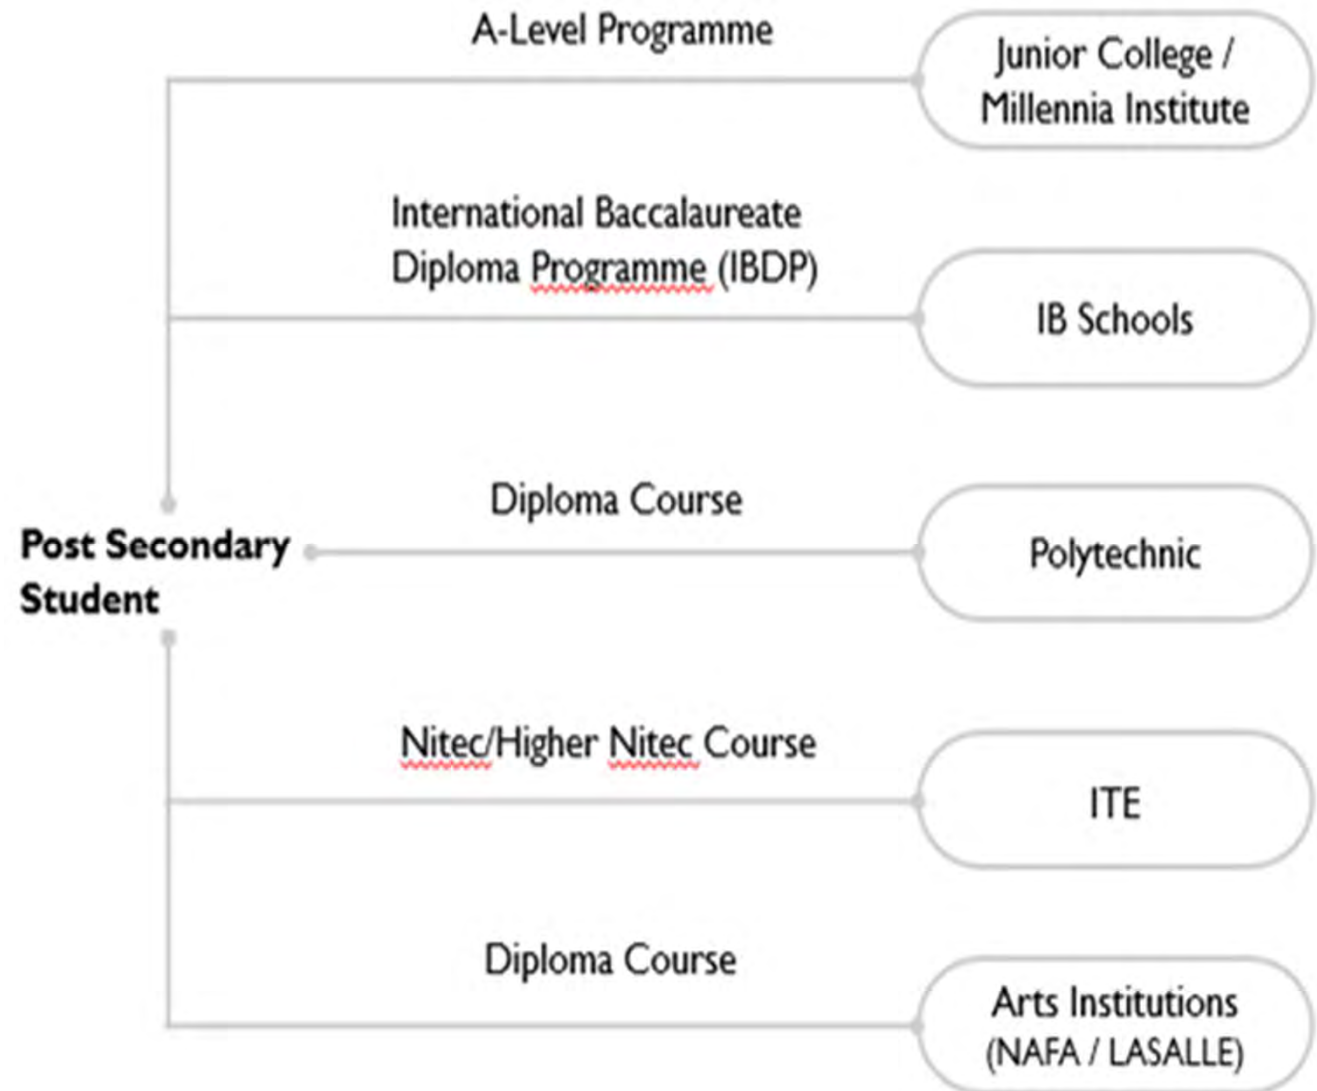 A-Level Programme
Junior College /
Millennia Institute
International Baccalaureate
Diploma Programme (IBDP)
IB Schools
Diploma Course
Polytechnic
Post Secondary
Student
Nitec/Higher Nitec Course
ITE
Diploma Course
Arts Institutions
(NAFA / LASALLE)